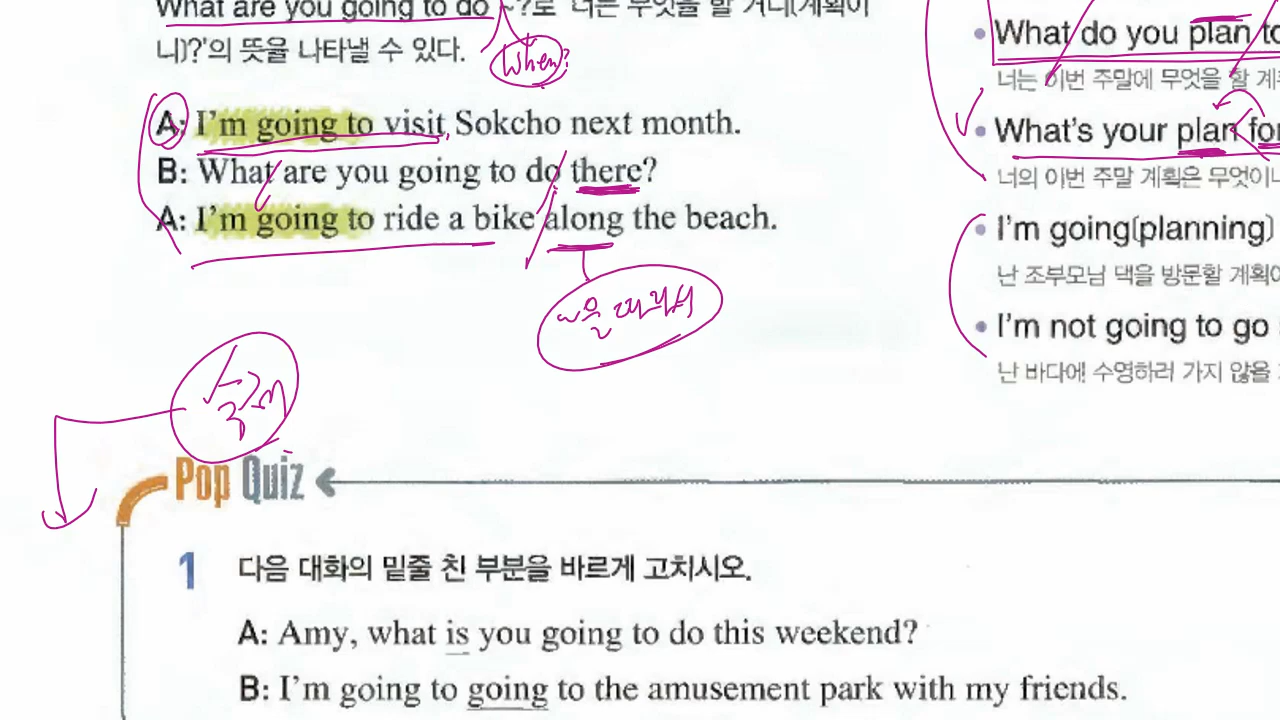 What are you going to do ~?로 '너는 무엇을 할 거니(계획이
니)?'의 뜻을 나타낼 수 있다.
When?
A: I'm going to visit Sokcho next month.
B: What are you going to do there?
A: I'm going to ride a bike along the beach.
~을 따라서
What do you plan to
너는 이번 주말에 무엇을 할 계획
What's your plan for
너의 이번 주말 계획은 무엇이니
I'm going(planning)
난 조부모님 댁을 방문할 계획이
I'm not going to go
난 바다에 수영하러 가지 않을
숙제
Pop Quiz
1 다음 대화의 밑줄 친 부분을 바르게 고치시오.
A: Amy, what is you going to do this weekend?
B: I'm going to going to the amusement park with my friends.